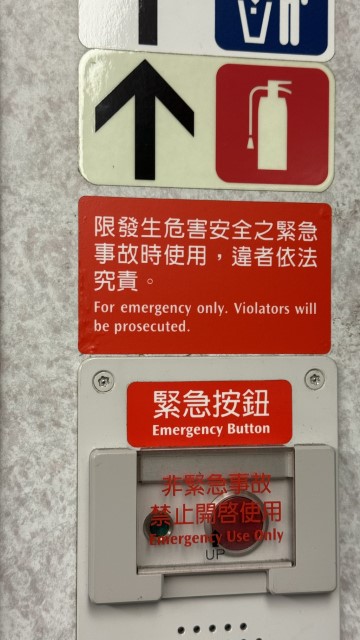 限發生危害安全之緊急
事故時使用，違者依法
究責。
For emergency only. Violators will
be prosecuted.
緊急按鈕
Emergency Button
非緊急事故
禁止開啓使用
Emergency Use Only
UP